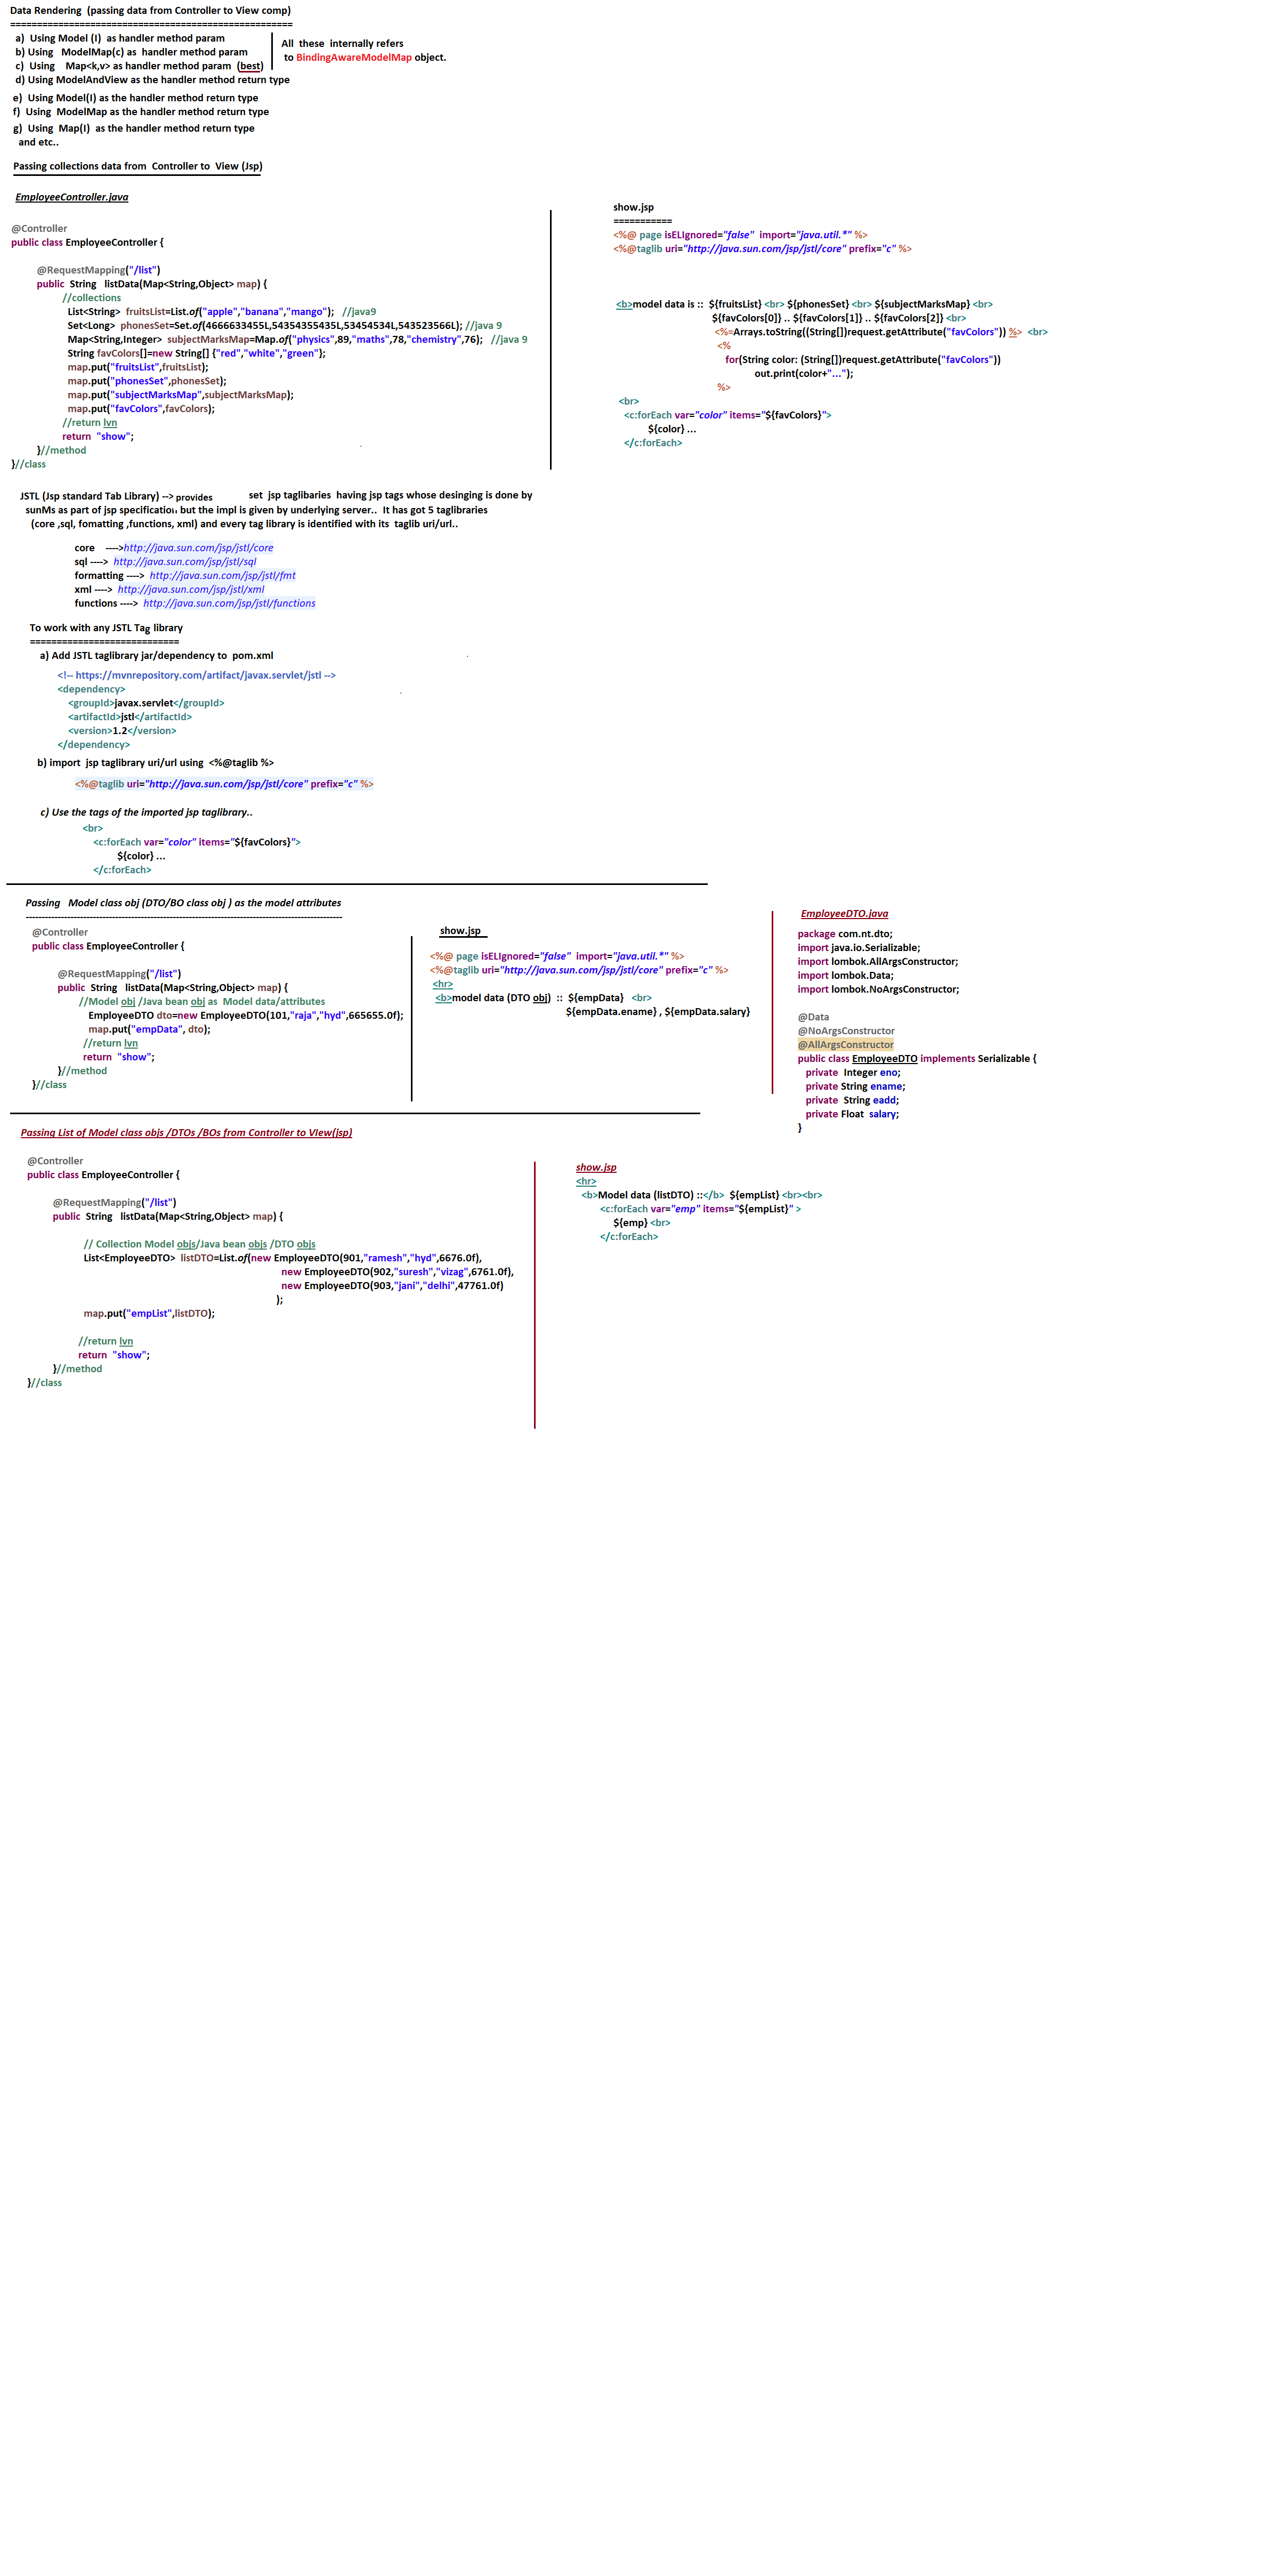 Data Rendering (passing data from Controller to View comp)
=====================================================
a) Using Model (I) as handler method param
b) Using ModelMap(c) as handler method param
c) Using Map<k,v> as handler method param (best)
d) Using ModelAndView as the handler method return type
All these internally refers
to BindingAwareModelMap object.
e) Using Model(I) as the handler method return type
f) Using ModelMap as the handler method return type
g) Using Map(I) as the handler method return type
and etc..
Passing collections data from Controller to View (Jsp)
EmployeeController.java
@Controller
public class EmployeeController {
@RequestMapping("/list")
public String listData(Map<String,Object> map) {
//collections
List<String> fruitsList=List.of("apple","banana","mango"); //java9
Set<Long> phonesSet=Set.of(4666633455L,54354355435L,53454534L,543523566L); //java 9
Map<String,Integer> subjectMarksMap=Map.of("physics",89,"maths",78,"chemistry",76); //java 9
String favColors[]=new String[] {"red","white","green"};
map.put("fruitsList",fruitsList);
map.put("phonesSet",phonesSet);
map.put("subjectMarksMap",subjectMarksMap);
map.put("favColors",favColors);
//return lvn
return "show";
}//method
}//class
show.jsp
===========
<%@ page isELIgnored="false" import="java.util.*" %>
<%@taglib uri="http://java.sun.com/jsp/jstl/core" prefix="c" %>
<b>model data is :: ${fruitsList} <br> ${phonesSet} <br> ${subjectMarksMap} <br>
${favColors[0]} .. ${favColors[1]} .. ${favColors[2]} <br>
<%=Arrays.toString((String[])request.getAttribute("favColors")) %> <br>
<%
for(String color: (String[])request.getAttribute("favColors"))
out.print(color+"...");
%>
<br>
<c:forEach var="color" items="${favColors}">
${color} ...
</c:forEach>
JSTL (Jsp standard Tab Library) --> provides set jsp taglibaries having jsp tags whose desinging is done by
sunMs as part of jsp specification, but the impl is given by underlying server.. It has got 5 taglibraries
(core ,sql, fomatting ,functions, xml) and every tag library is identified with its taglib uri/url..
core ---->http://java.sun.com/jsp/jstl/core
sql ----> http://java.sun.com/jsp/jstl/sql
formatting ----> http://java.sun.com/jsp/jstl/fmt
xml ----> http://java.sun.com/jsp/jstl/xml
functions ----> http://java.sun.com/jsp/jstl/functions
To work with any JSTL Tag library
============================
a) Add JSTL taglibrary jar/dependency to pom.xml
<!-- https://mvnrepository.com/artifact/javax.servlet/jstl -->
<dependency>
<groupId>javax.servlet</groupId>
<artifactId>jstl</artifactId>
<version>1.2</version>
</dependency>
b) import jsp taglibrary uri/url using <%@taglib %>
<%@taglib uri="http://java.sun.com/jsp/jstl/core" prefix="c" %>
c) Use the tags of the imported jsp taglibrary..
<br>
<c:forEach var="color" items="${favColors}">
${color} ...
</c:forEach>
Passing Model class obj (DTO/BO class obj ) as the model attributes
---------------------------------------------------------------------------------------------------
@Controller
public class EmployeeController {
@RequestMapping("/list")
public String listData(Map<String,Object> map) {
//Model obj /Java bean obj as Model data/attributes
EmployeeDTO dto=new EmployeeDTO(101,"raja","hyd",665655.0f);
map.put("empData", dto);
//return lvn
return "show";
}//method
}//class
show.jsp
<%@ page isELIgnored="false" import="java.util.*" %>
<%@taglib uri="http://java.sun.com/jsp/jstl/core" prefix="c" %>
<hr>
<b>model data (DTO obj) :: ${empData} <br>
${empData.ename} , ${empData.salary}
EmployeeDTO.java
package com.nt.dto;
import java.io.Serializable;
import lombok.AllArgsConstructor;
import lombok.Data;
import lombok.NoArgsConstructor;
@Data
@NoArgsConstructor
@AllArgsConstructor
public class EmployeeDTO implements Serializable {
private Integer eno;
private String ename;
private String eadd;
private Float salary;
}
Passing List of Model class objs /DTOs /BOs from Controller to VIew(jsp)
@Controller
public class EmployeeController {
@RequestMapping("/list")
public String listData(Map<String,Object> map) {
// Collection Model objs/Java bean objs /DTO objs
List<EmployeeDTO> listDTO=List.of(new EmployeeDTO(901,"ramesh","hyd",6676.0f),
new EmployeeDTO(902,"suresh","vizag",6761.0f),
new EmployeeDTO(903,"jani","delhi",47761.0f)
);
map.put("empList",listDTO);
//return lvn
return "show";
}//method
}//class
show.jsp
<hr>
<b>Model data (listDTO) ::</b> ${empList} <br><br>
<c:forEach var="emp" items="${empList}" >
${emp} <br>
</c:forEach>